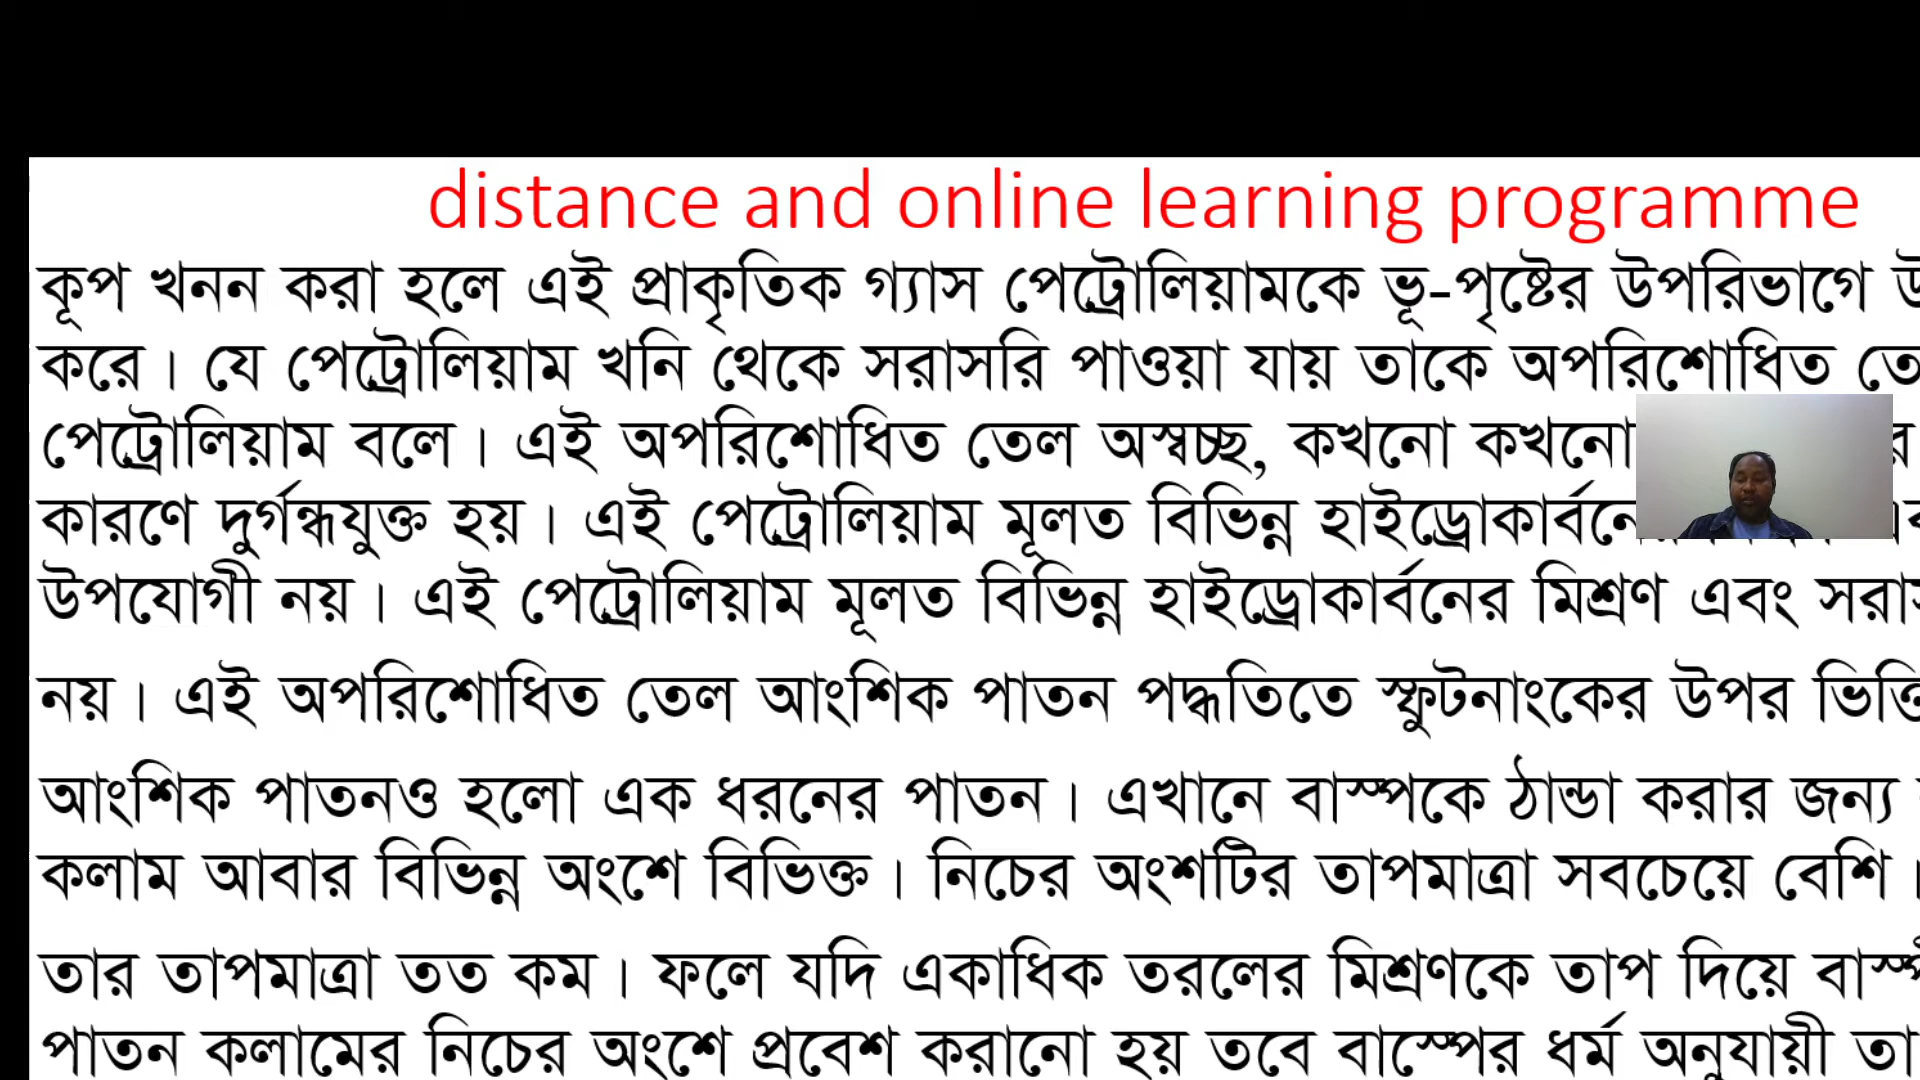 distance and online learning programme
কূপ খনন করা হলে এই প্রাকৃতিক গ্যাস পেট্রোলিয়ামকে ভূ-পৃষ্টের উপরিভাগে
করে। যে পেট্রোলিয়াম খনি থেকে সরাসরি পাওয়া যায় তাকে অপরিশোধিত
পেট্রোলিয়াম বলে। এই অপরিশোধিত তেল অস্বচ্ছ, কখনো কখনো
কারণে দুর্গন্ধযুক্ত হয়। এই পেট্রোলিয়াম মূলত বিভিন্ন
উপযোগী নয়। এই পেট্রোলিয়াম মূলত বিভিন্ন হাইড্রোকার্বনের মিশ্রণ এবং
নয়। এই অপরিশোধিত তেল আংশিক পাতন পদ্ধতিতে স্ফুটনাংকের উপর
আংশিক পাতনও হলো এক ধরনের পাতন। এখানে বাস্পকে ঠান্ডা করার জন্য
কলাম আবার বিভিন্ন অংশে বিভিক্ত। নিচের অংশটির তাপমাত্রা সবচেয়ে বেশি।
তার তাপমাত্রা তত কম। ফলে যদি একাধিক তরলের মিশ্রণকে তাপ দিয়ে
পাতন কলামের নিচের অংশে প্রবেশ করানো হয় তবে বাস্পের ধর্ম অনুযায়ী